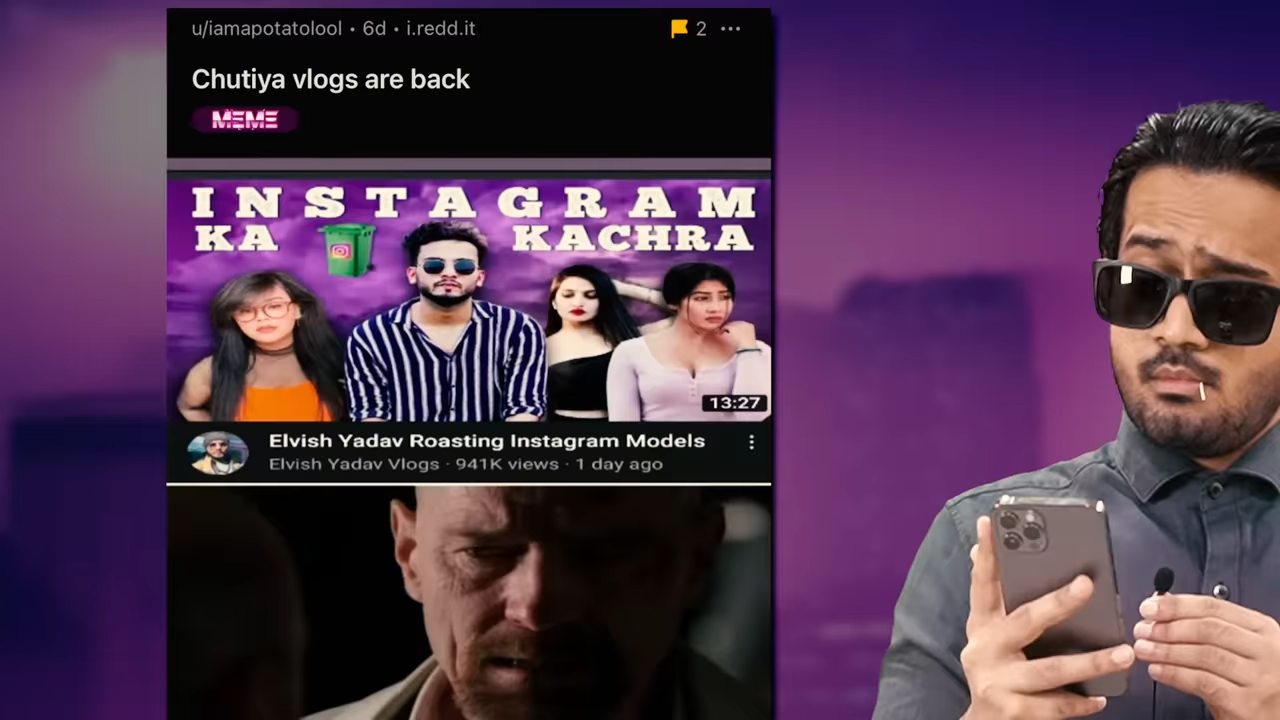 u/iamapotatolool • 6d • i.redd.it
2
Chutiya vlogs are back
MEME
INSTAGRAM
KA KACHRA
13:27
Elvish Yadav Roasting Instagram Models
Elvish Yadav Vlogs · 941K views · 1 day ago